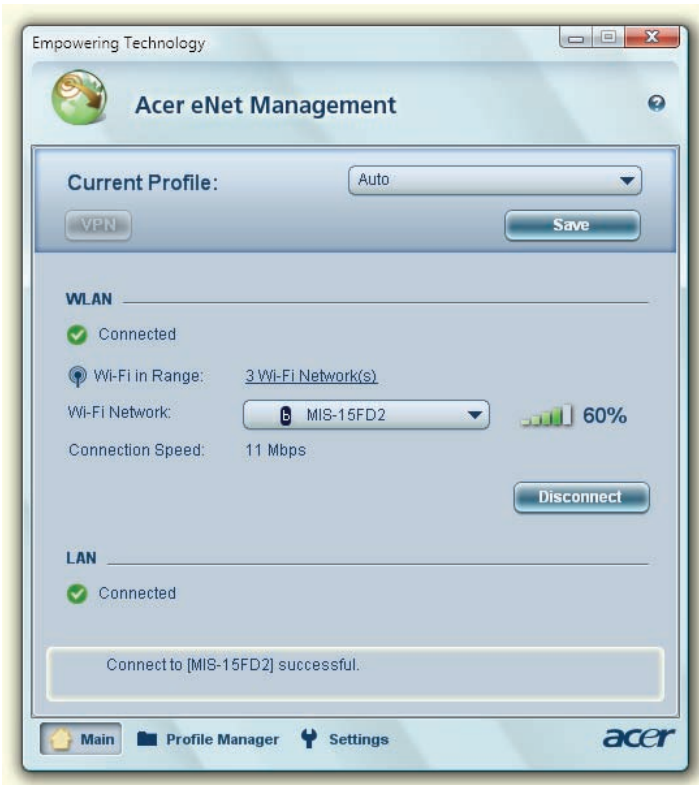 Empowering Technology
Acer eNet Management
Current Profile: Auto
VPN Save
WLAN
Connected
Wi-Fi in Range: 3 Wi-Fi Network(s)
Wi-Fi Network: b MIS-15FD2 60%
Connection Speed: 11 Mbps
Disconnect
LAN
Connected
Connect to [MIS-15FD2] successful.
Main Profile Manager Settings acer